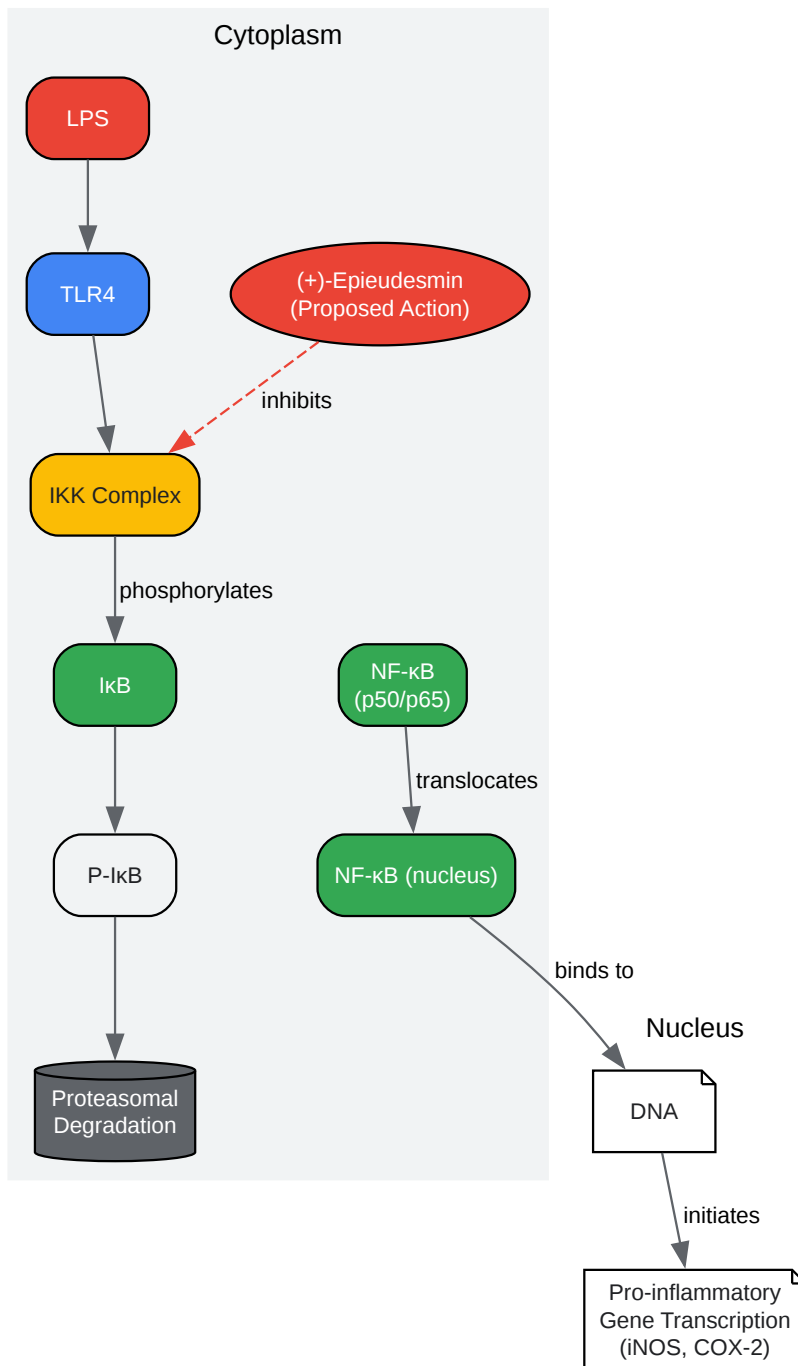 Cytoplasm
LPS
TLR4
(+)-Epieudesmin
(Proposed Action)
inhibits
IKK Complex
phosphorylates
IκB
NF-κB
(p50/p65)
translocates
P-IκB
NF-κB (nucleus)
binds to
Nucleus
Proteasomal
Degradation
DNA
initiates
Pro-inflammatory
Gene Transcription
(iNOS, COX-2)